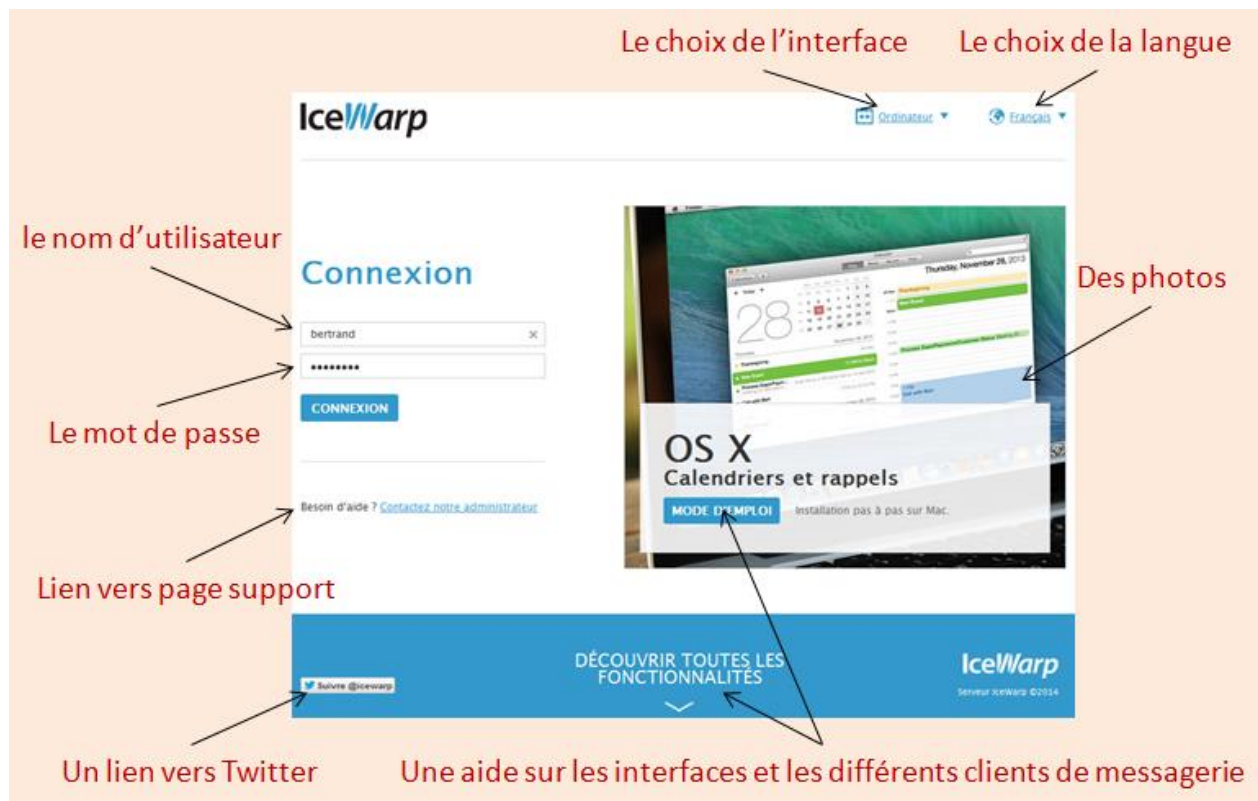 Le choix de l'interface
Le choix de la langue
IceWarp
Ordinateur
Français
le nom d'utilisateur
Connexion
bertrand
CONNEXION
Le mot de passe
Besoin d'aide ? Contactez notre administrateur
Lien vers page support
Thursday, November 28, 2013
28
Des photos
OS X
Calendriers et rappels
MODE D'EMPLOI
Installation pas à pas sur Mac.
DÉCOUVRIR TOUTES LES
FONCTIONNALITÉS
Suivre @icewarp
IceWarp
Serveur IceWarp ©2014
Un lien vers Twitter
Une aide sur les interfaces et les différents clients de messagerie